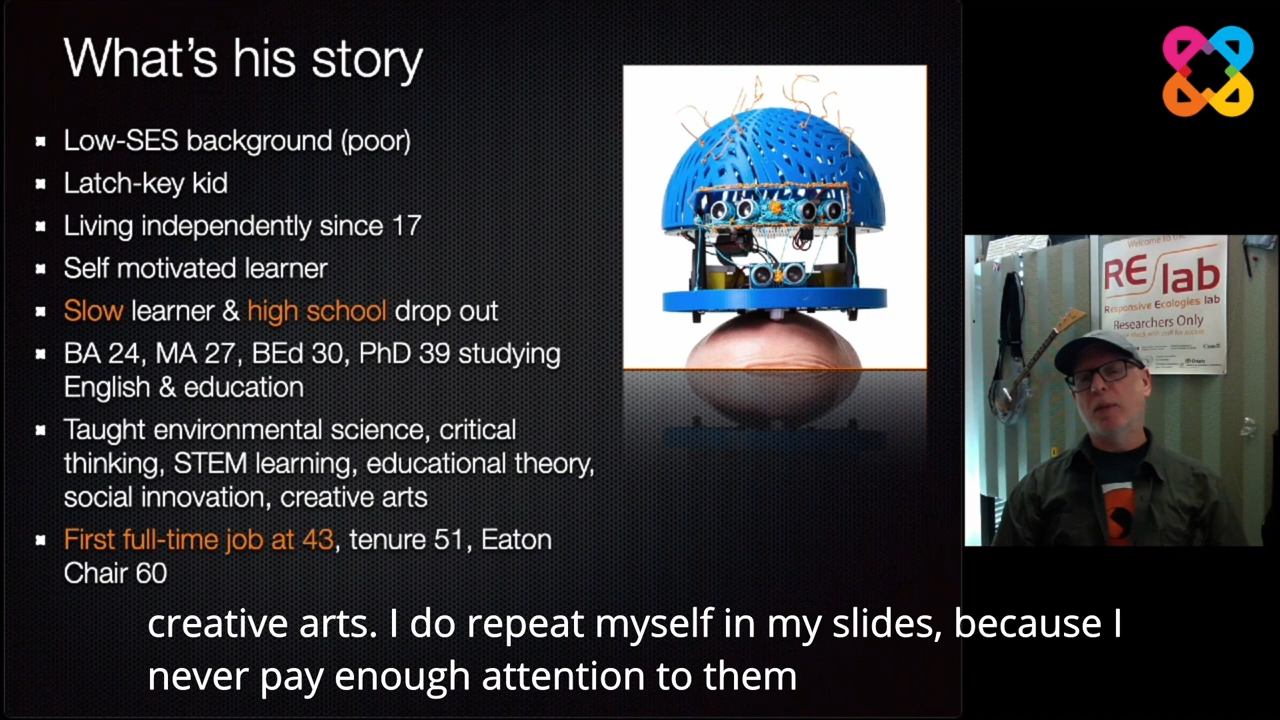 What's his story
Low-SES background (poor)
Latch-key kid
Living independently since 17
Self motivated learner
Slow learner & high school drop out
BA 24, MA 27, BEd 30, PhD 39 studying
English & education
Taught environmental science, critical
thinking, STEM learning, educational theory,
social innovation, creative arts
First full-time job at 43, tenure 51, Eaton
Chair 60
Welcome to the
RE lab
Responsive Ecologies lab
Researchers Only
creative arts. I do repeat myself in my slides, because I
never pay enough attention to them